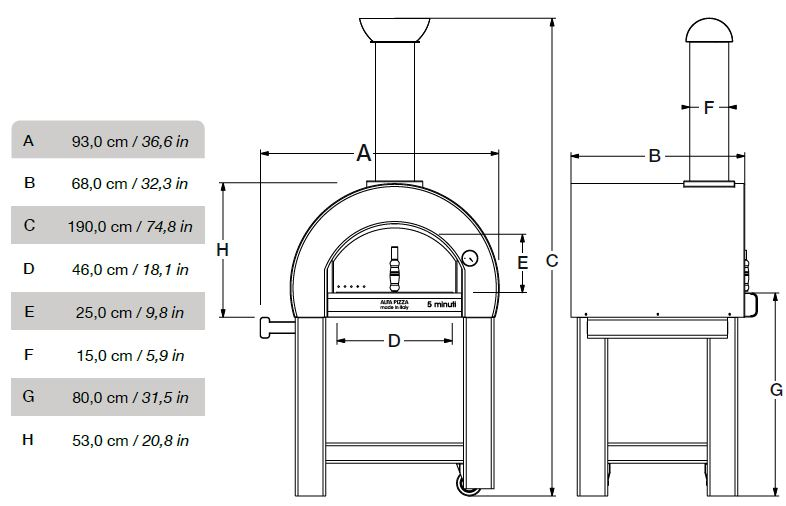 A 93,0 cm / 36,6 in
B 68,0 cm / 32,3 in
C 190,0 cm / 74,8 in
D 46,0 cm / 18,1 in
E 25,0 cm / 9,8 in
F 15,0 cm / 5,9 in
G 80,0 cm / 31,5 in
H 53,0 cm / 20,8 in
A
H
E
C
D
ALFA PIZZA
made in Italy
5 minuti
F
B
G